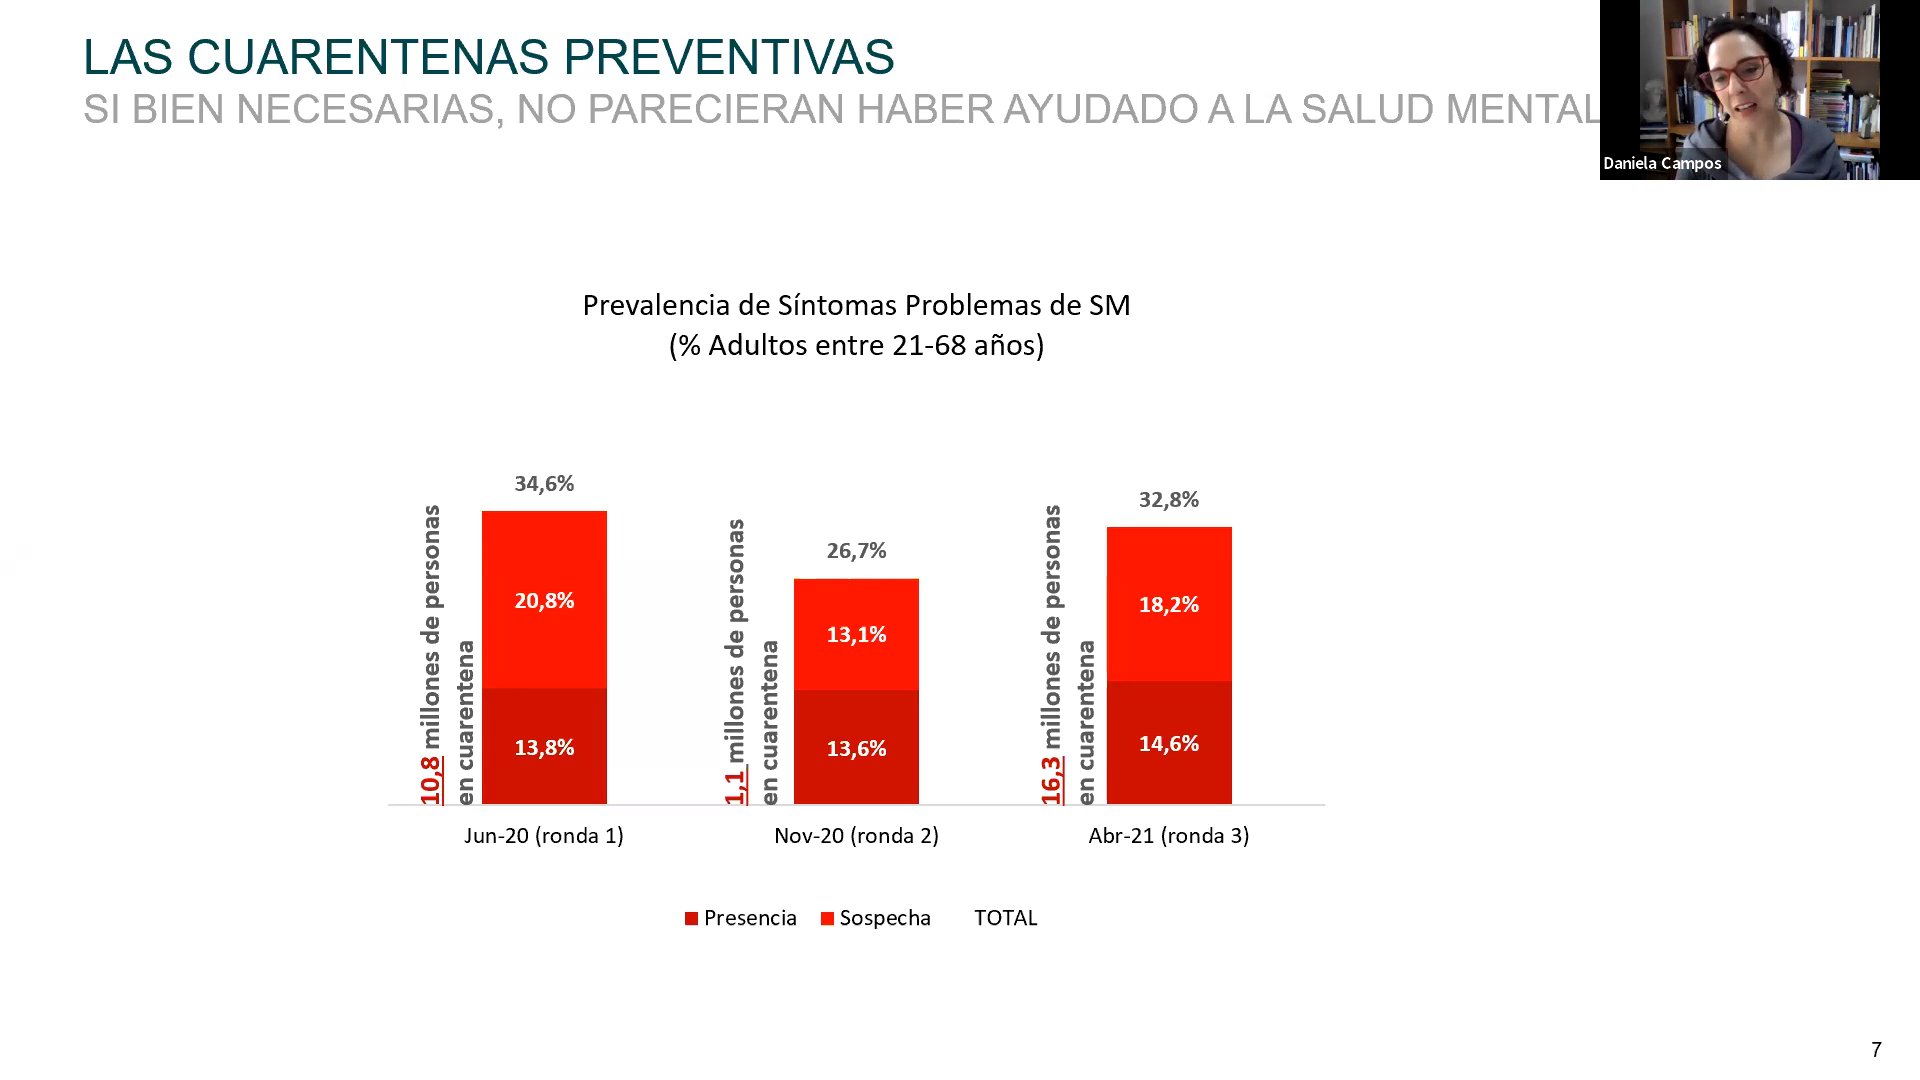 LAS CUARENTENAS PREVENTIVAS
SI BIEN NECESARIAS, NO PARECIERAN HABER AYUDADO A LA SALUD MENTAL
Daniela Campos
Prevalencia de Síntomas Problemas de SM
(% Adultos entre 21-68 años)
10,8 millones de personas
en cuarentena
34,6%
20,8%
13,8%
1,1 millones de personas
en cuarentena
26,7%
13,1%
13,6%
16,3 millones de personas
en cuarentena
32,8%
18,2%
14,6%
Jun-20 (ronda 1)
Nov-20 (ronda 2)
Abr-21 (ronda 3)
Presencia
Sospecha
TOTAL
7